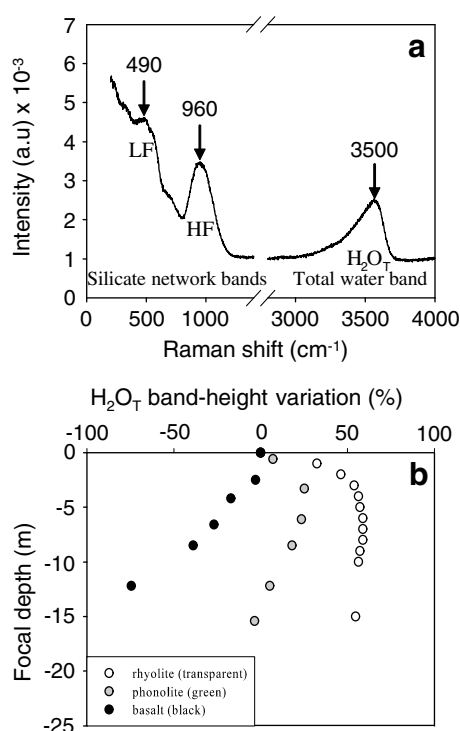 7
a
6
490
960
5
3500
4
LF
3
HF
2
H2OT
1
Silicate network bands
Total water band
0
0 500 1000 3000 3500 4000
Intensity (a.u) x 10-3
Raman shift (cm-1)
H2OT band-height variation (%)
-100 -50 0 50 100
0
b
-5
-10
-15
-20
-25
Focal depth (m)
rhyolite (transparent)
phonolite (green)
basalt (black)